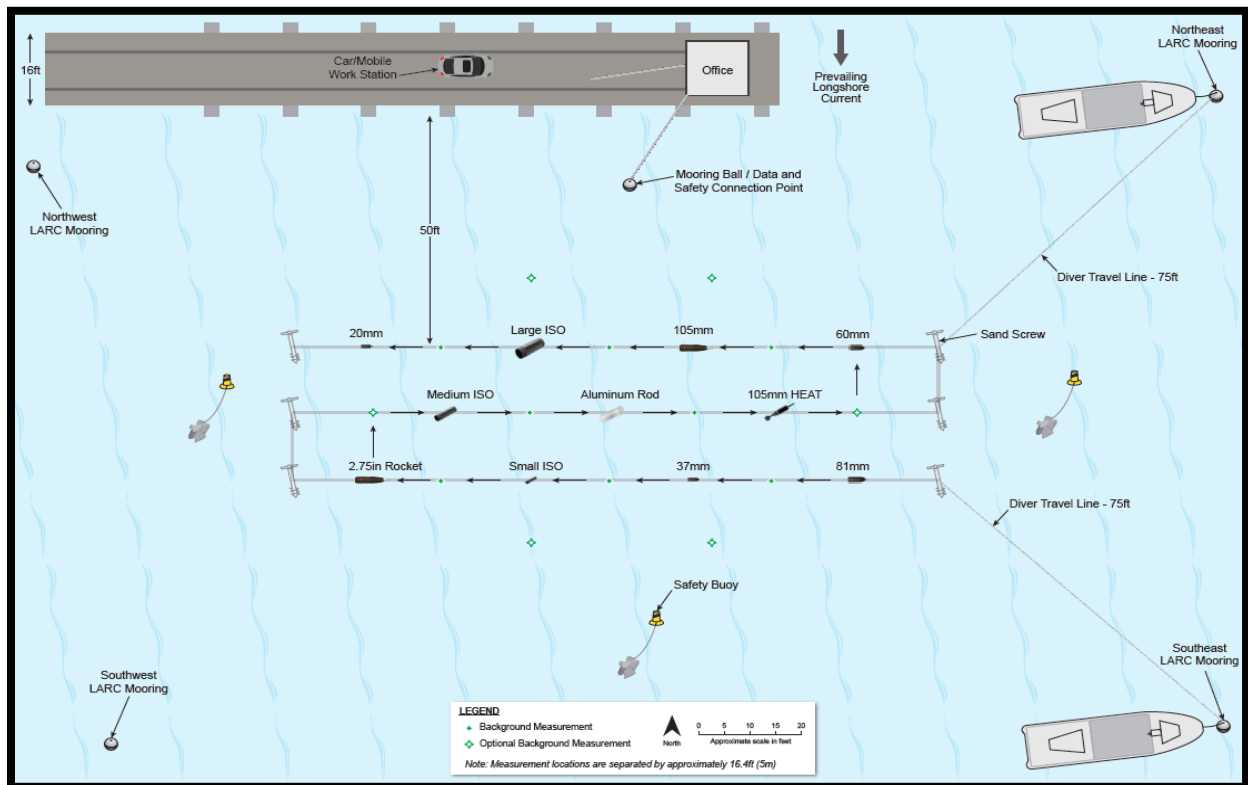 Northeast
LARC Mooring
16ft
Car/Mobile
Work Station
Office
Prevailing
Longshore
Current
Mooring Ball / Data and
Safety Connection Point
Northwest
LARC Mooring
50ft
Diver Travel Line - 75ft
20mm
Large ISO
105mm
60mm
Sand Screw
Medium ISO
Aluminum Rod
105mm HEAT
2.75in Rocket
Small ISO
37mm
81mm
Diver Travel Line - 75ft
Safety Buoy
Southwest
LARC Mooring
Southeast
LARC Mooring
LEGEND
Background Measurement
Optional Background Measurement
North
0 5 10 15 20
Approximate scale in feet
Note: Measurement locations are separated by approximately 16.4ft (5m)